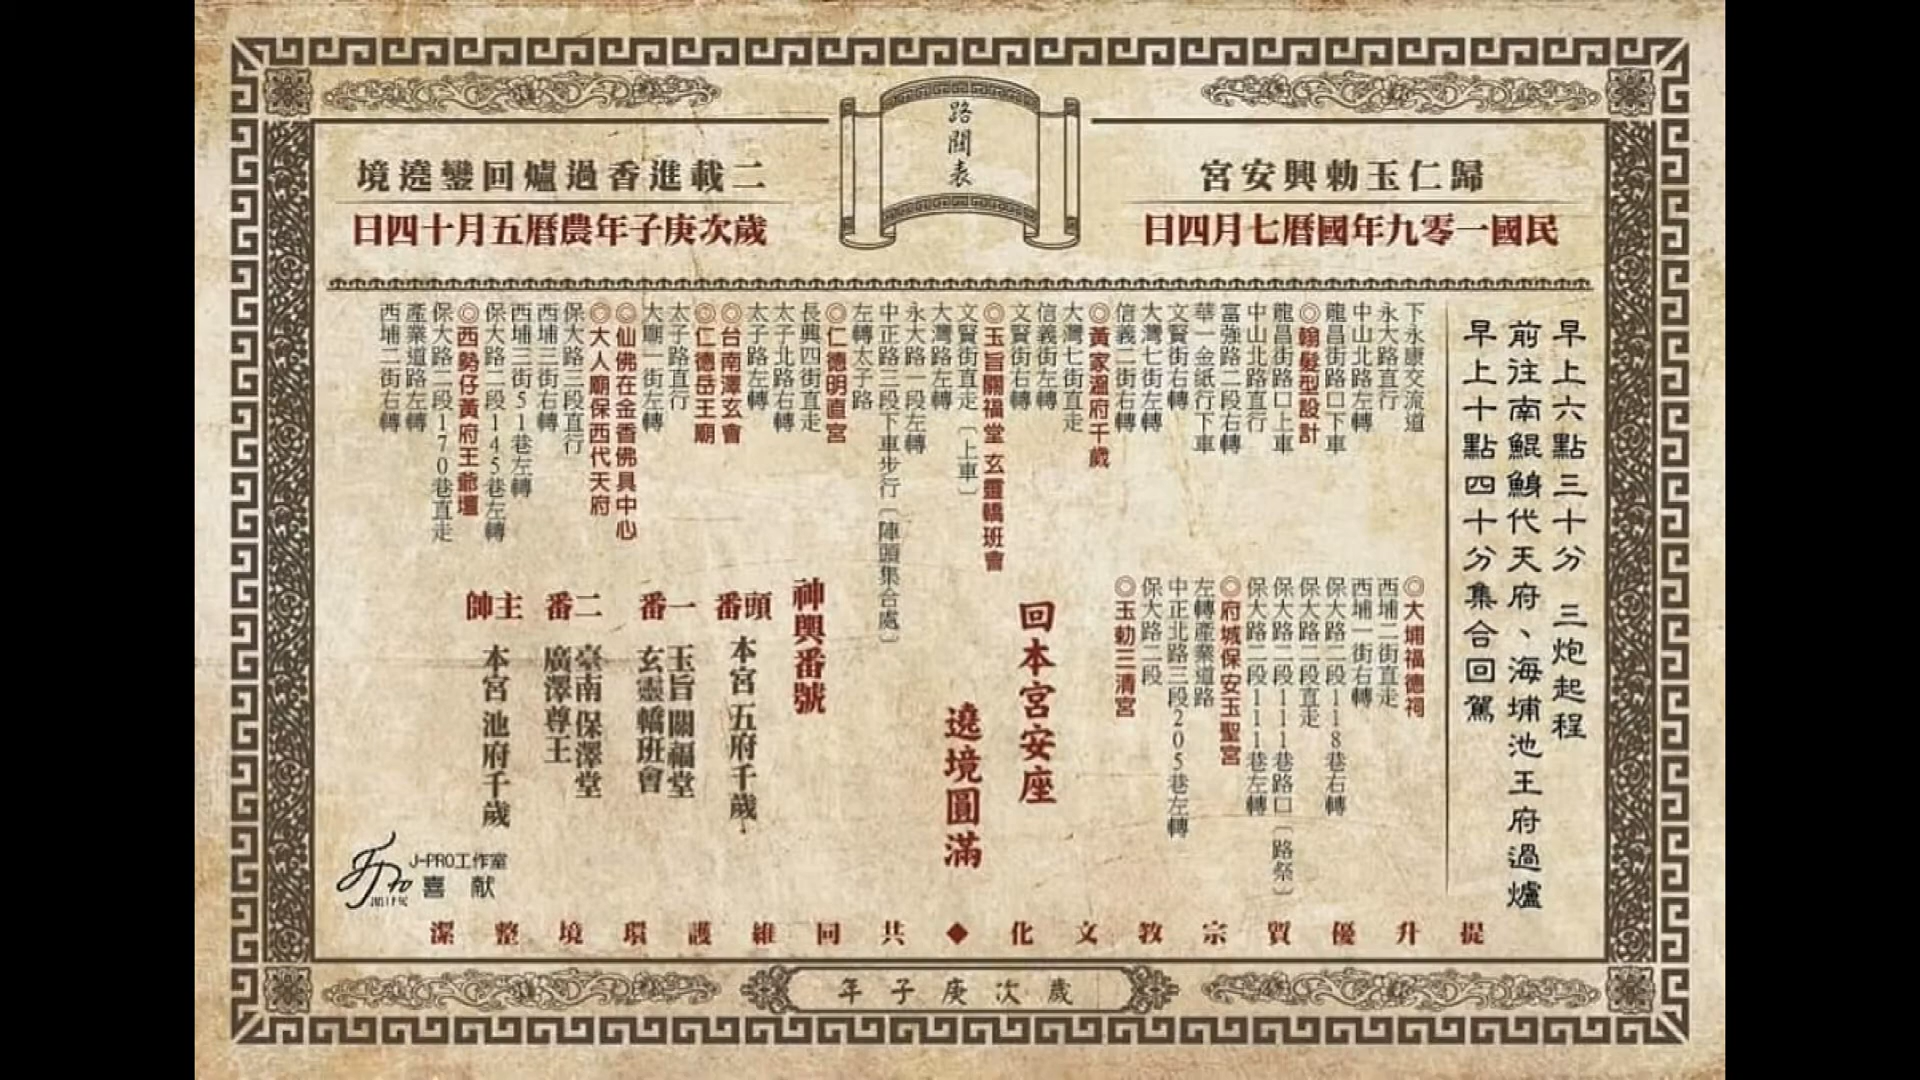 路關表
歸仁玉勅興安宮
民國一零九年國曆七月四日
二載進香過爐回鑾遶境
歲次庚子年農曆五月十四日
早上六點三十分 三炮起程
前往南鯤鯓代天府、海埔池王府過爐
早上十點四十分集合回駕
下永康交流道
永大路直行
中山北路左轉
龍昌街路口下車
◎翰髮型設計
龍昌街路口上車
中山北路直行
富強路二段右轉
華一金紙行下車
文賢街右轉
大灣七街左轉
信義二街右轉
◎黃家溫府千歲
大灣七街直走
信義街左轉
文賢街右轉
◎玉旨關福堂 玄靈轎班會
文賢街直走〔上車〕
大灣路左轉
永大路一段左轉
中正路三段下車步行〔陣頭集合處〕
左轉太子路
◎仁德明直宮
長興四街直走
太子北路右轉
太子路左轉
◎台南澤玄會
◎仁德岳王廟
太子路直行
大廟一街左轉
◎仙佛在金香佛具中心
◎大人廟保西代天府
保大路三段直行
西埔三街右轉
西埔三街51巷左轉
保大路二段145巷左轉
◎西勢仔黃府王爺壇
保大路二段170巷直走
產業道路左轉
西埔二街右轉
◎大埔福德祠
西埔二街直走
西埔一街右轉
保大路二段118巷右轉
保大路二段直走
保大路二段111巷路口〔路祭〕
保大路二段111巷左轉
◎府城保安玉聖宮
左轉產業道路
中正北路三段205巷左轉
保大路二段
◎玉勅三清宮
回本宮安座
遶境圓滿
神輿番號
頭番 本宮 五府千歲
一番 玉旨 關福堂
玄靈轎班會
二番 臺南 保澤堂
廣澤尊王
主帥 本宮 池府千歲
J-PRO工作室
喜 献
提升優質宗教文化◆共同維護環境整潔
歲次庚子年